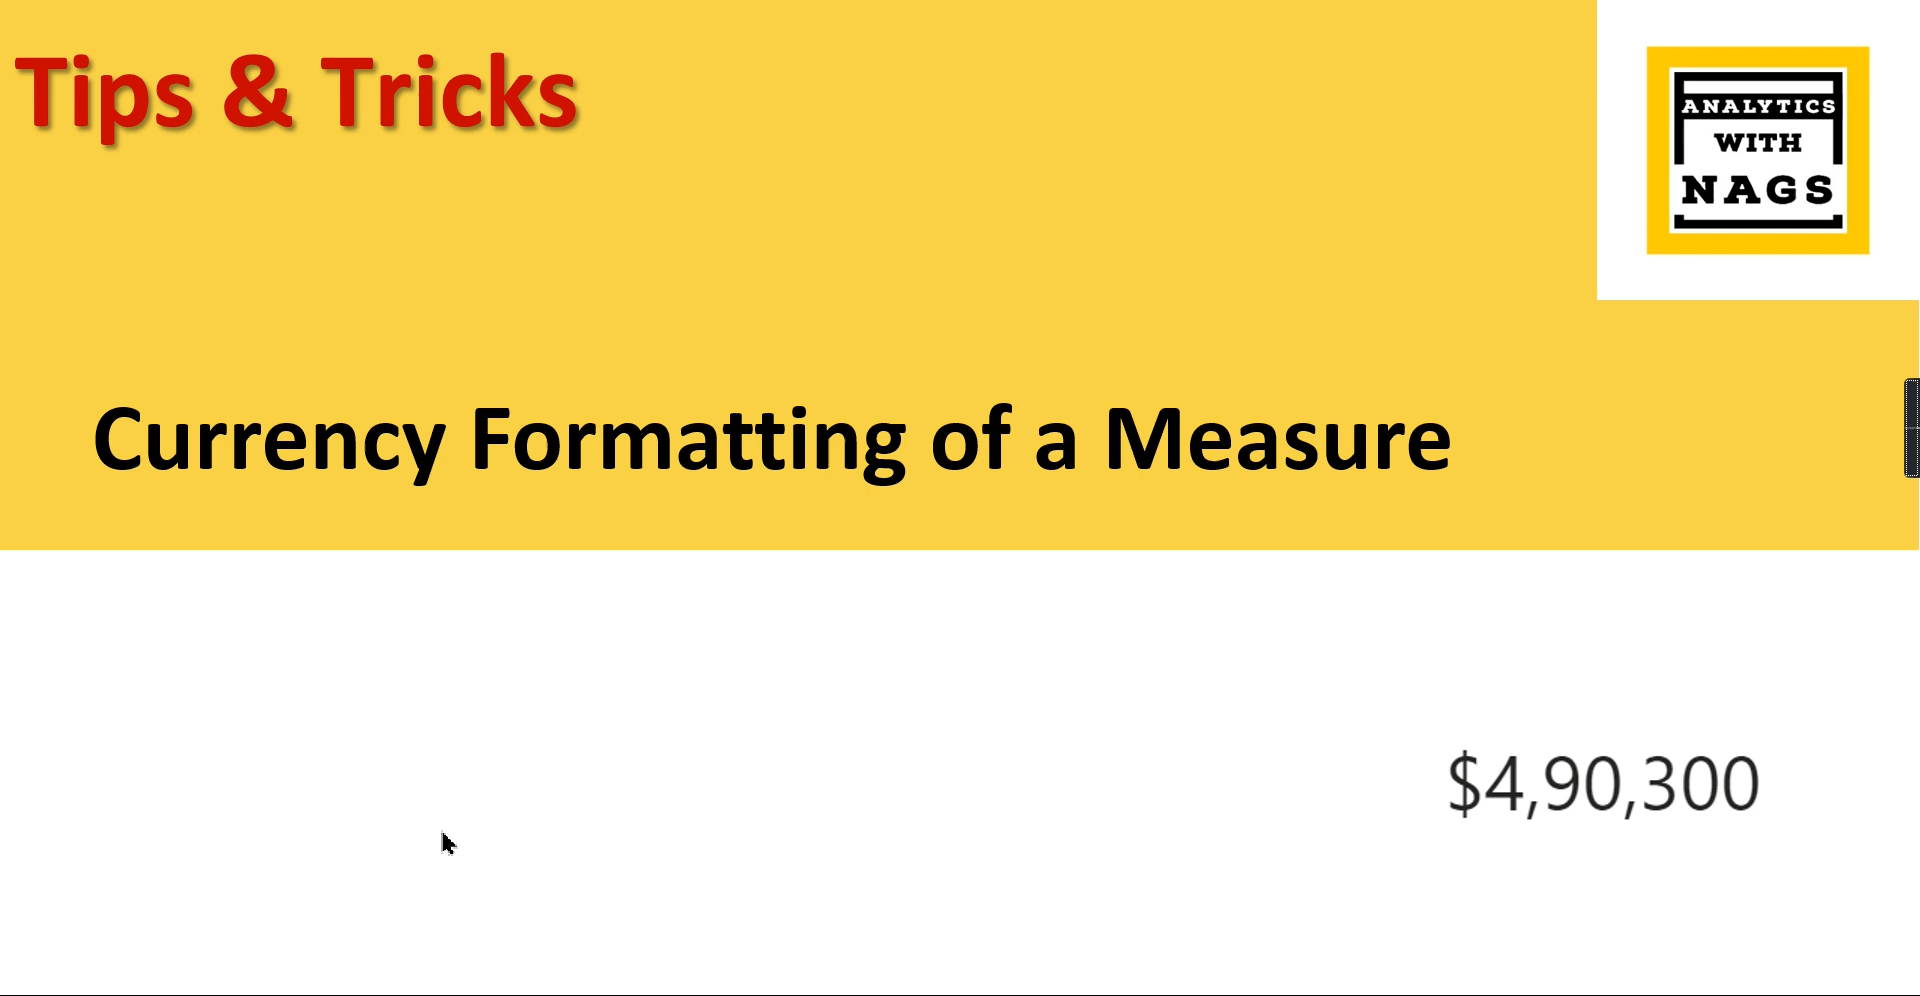 Tips & Tricks
ANALYTICS
WITH
NAGS
Currency Formatting of a Measure
$4,90,300